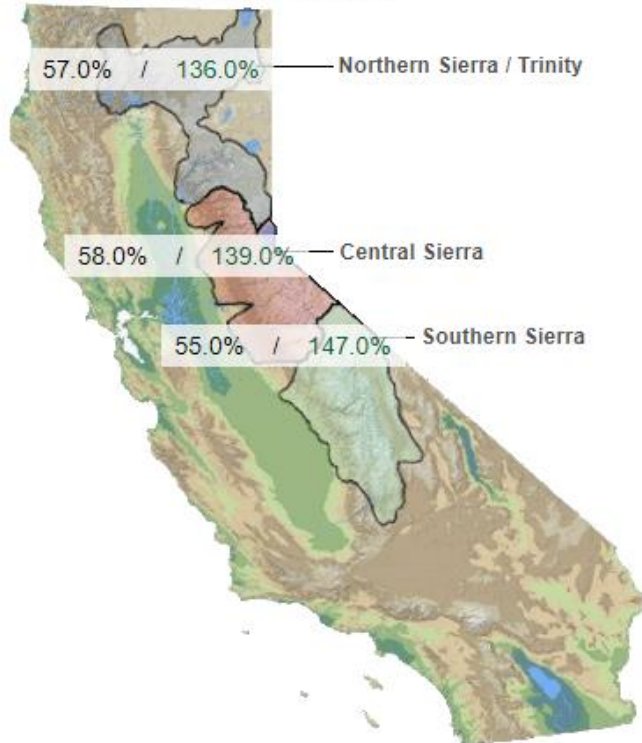 57.0% / 136.0% Northern Sierra / Trinity
58.0% / 139.0% Central Sierra
55.0% / 147.0% Southern Sierra